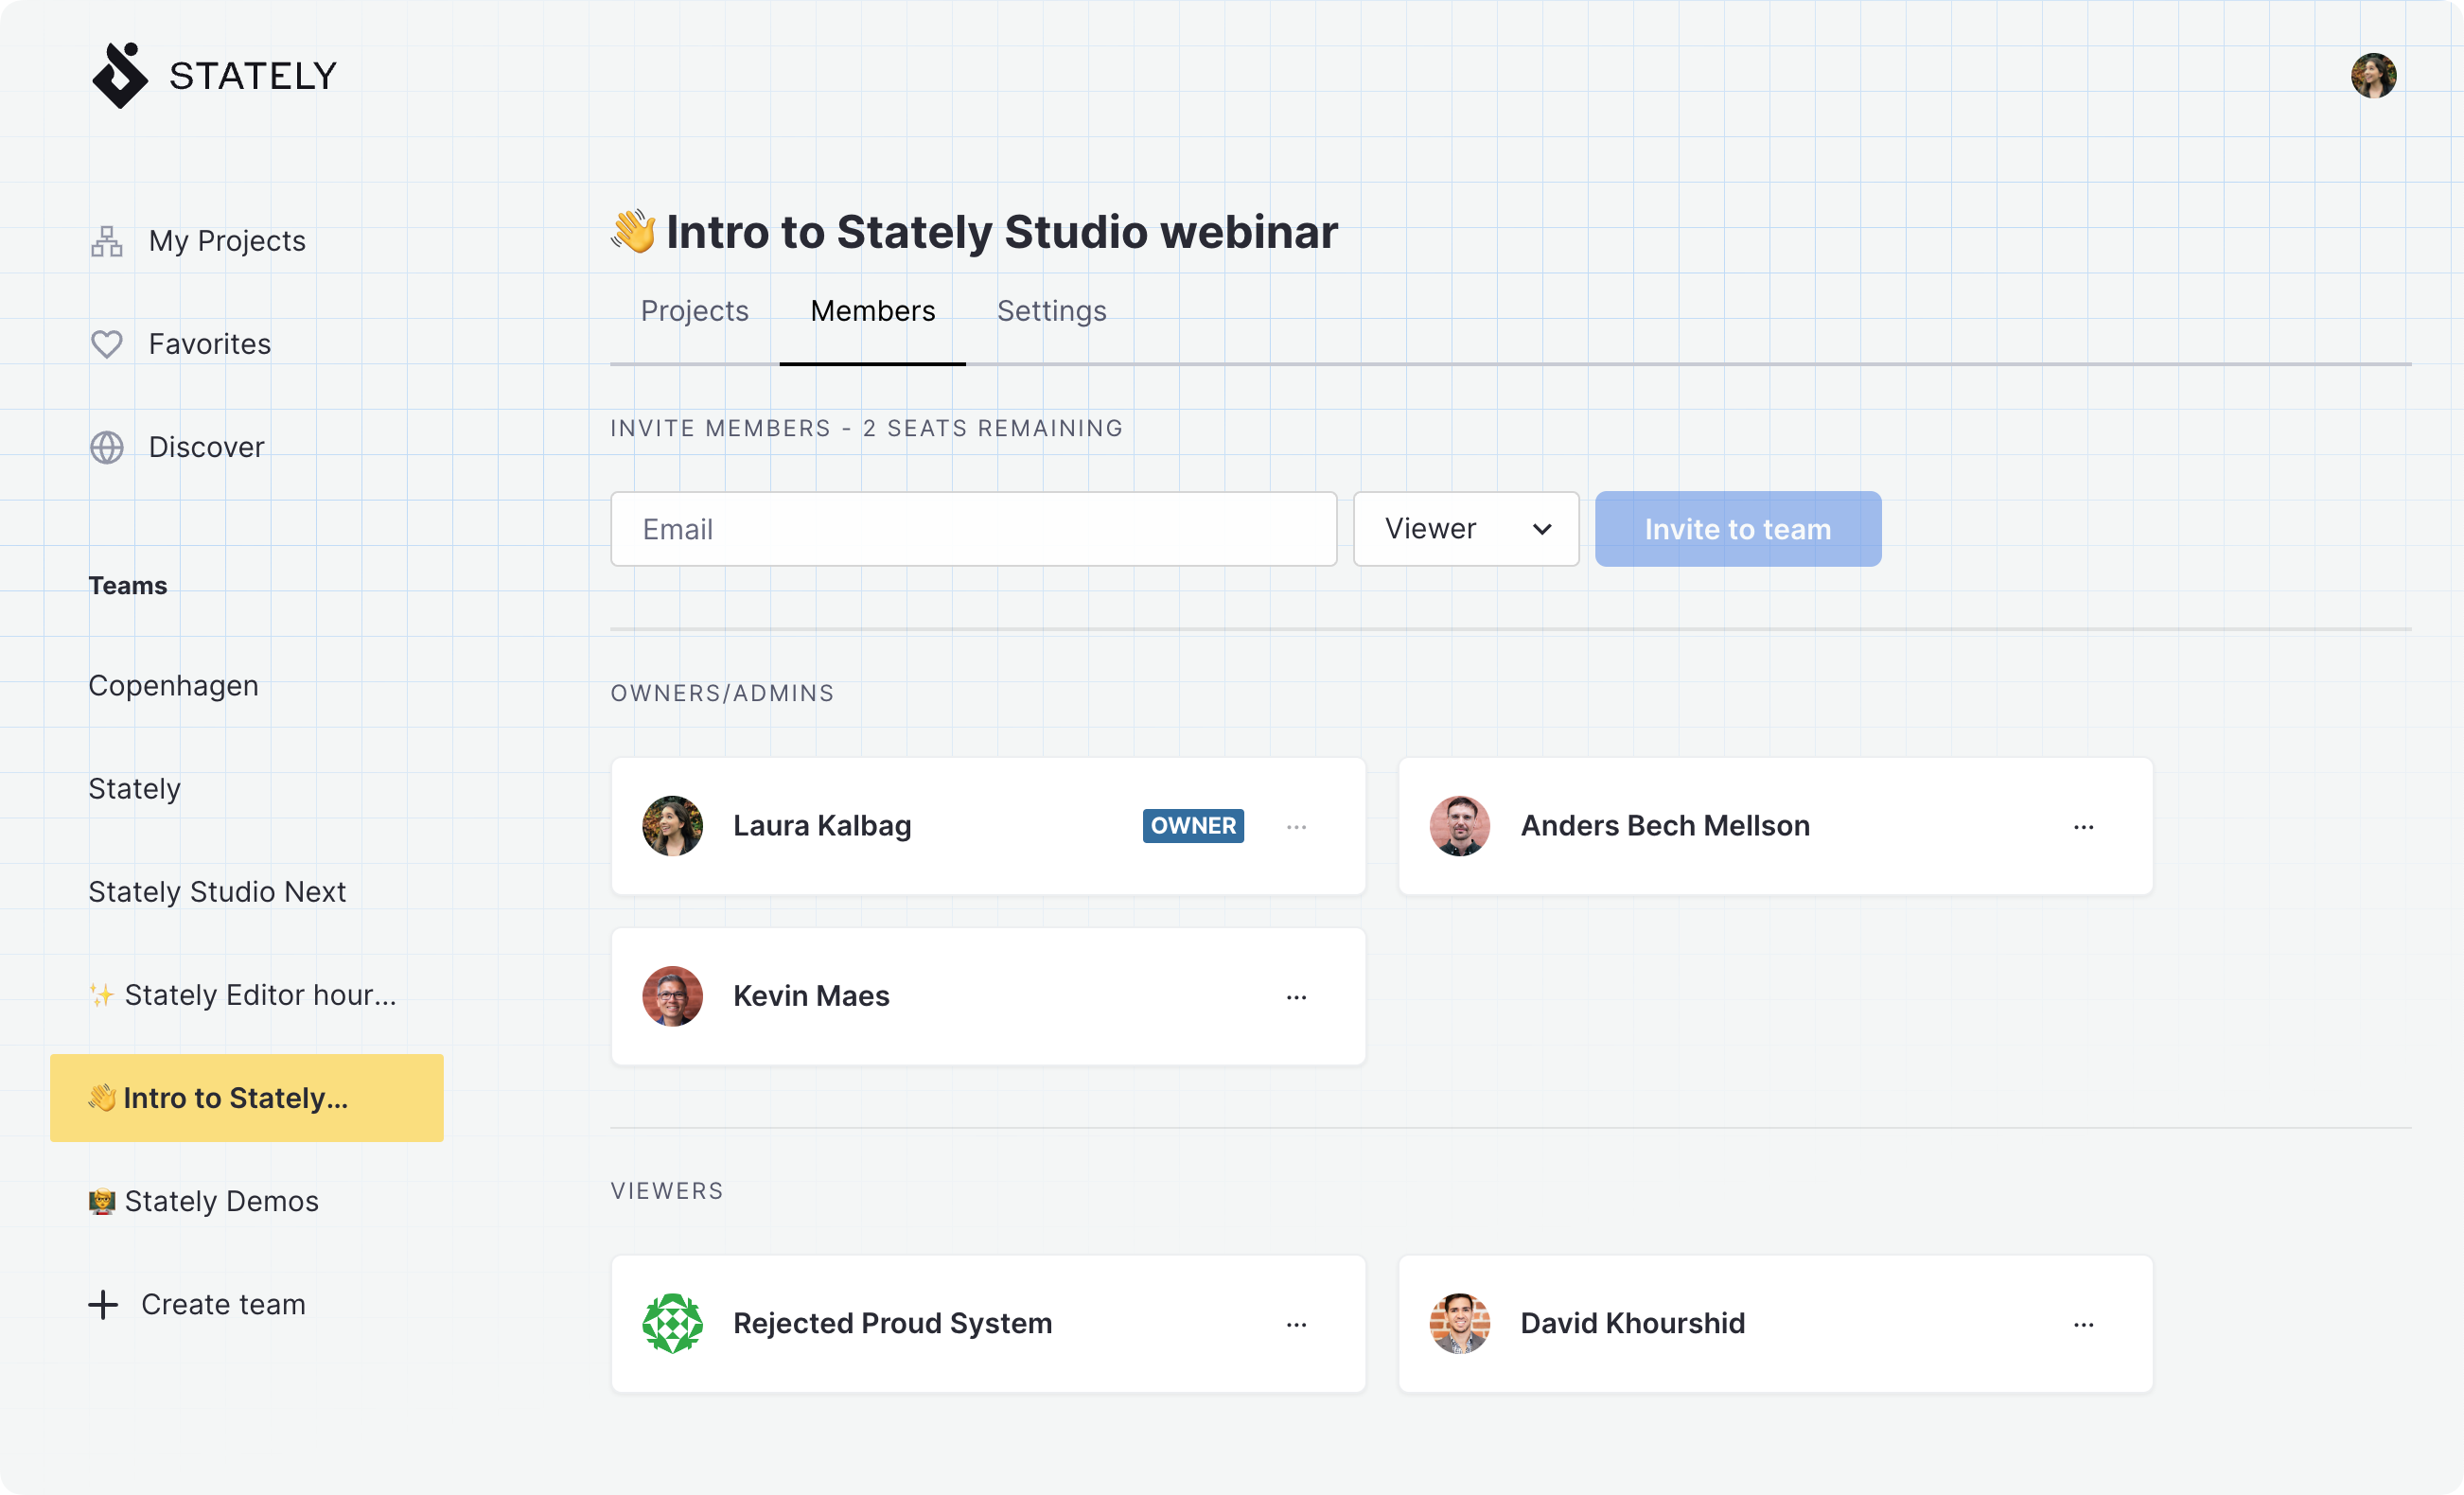 STATELY
My Projects
Favorites
Discover
Teams
Copenhagen
Stately
Stately Studio Next
✨ Stately Editor hour...
👋 Intro to Stately...
👩‍🏫 Stately Demos
Create team
👋 Intro to Stately Studio webinar
Projects Members Settings
INVITE MEMBERS - 2 SEATS REMAINING
Email Viewer Invite to team
OWNERS/ADMINS
Laura Kalbag OWNER ... Anders Bech Mellson ...
Kevin Maes ...
VIEWERS
Rejected Proud System ... David Khourshid ...